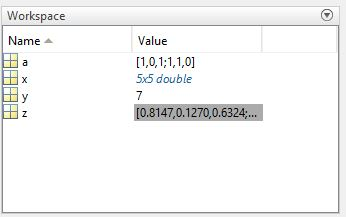 Workspace
Name Value
a [1,0,1;1,1,0]
x 5x5 double
y 7
z [0.8147,0.1270,0.6324;...